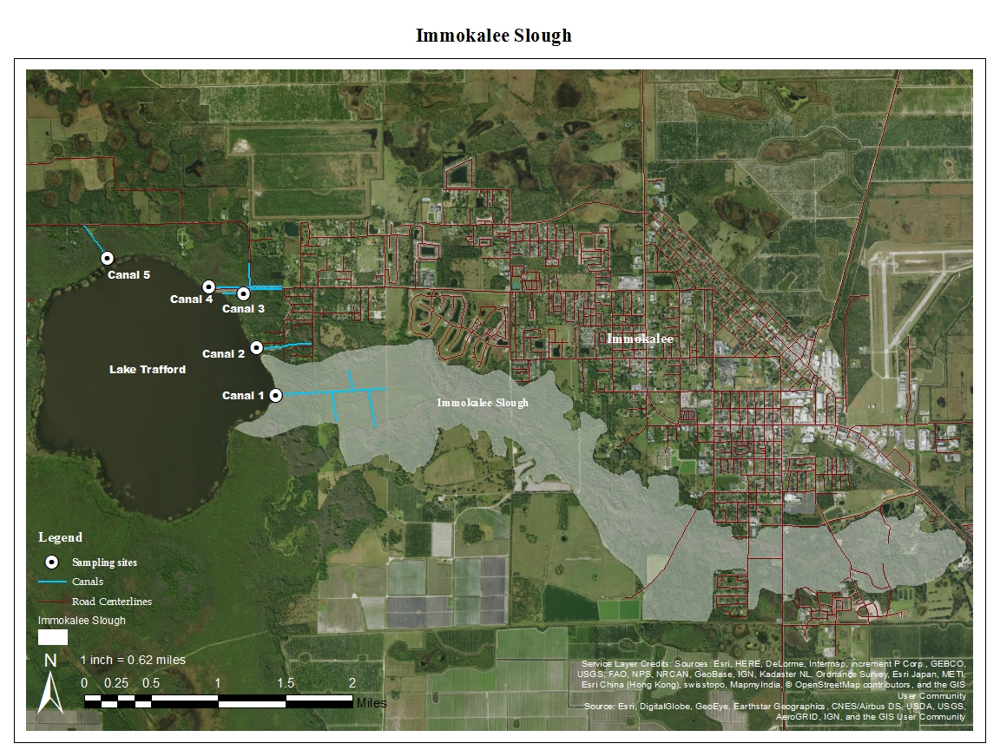 Immokalee Slough
Canal 5
Canal 4
Canal 3
Canal 2
Lake Trafford
Canal 1
Immokalee
Immokalee Slough
Legend
Sampling sites
Canals
Road Centerlines
Immokalee Slough
N
1 inch = 0.62 miles
0 0.25 0.5 1 1.5 2
Miles
Service Layer Credits: Sources: Esri, HERE, DeLorme, Intermap, increment P Corp., GEBCO,
USGS, FAO, NPS, NRCAN, GeoBase, IGN, Kadaster NL, Ordnance Survey, Esri Japan, METI,
Esri China (Hong Kong), swisstopo, MapmyIndia, © OpenStreetMap contributors, and the GIS
User Community
Source: Esri, DigitalGlobe, GeoEye, Earthstar Geographics, CNES/Airbus DS, USDA, USGS,
AeroGRID, IGN, and the GIS User Community